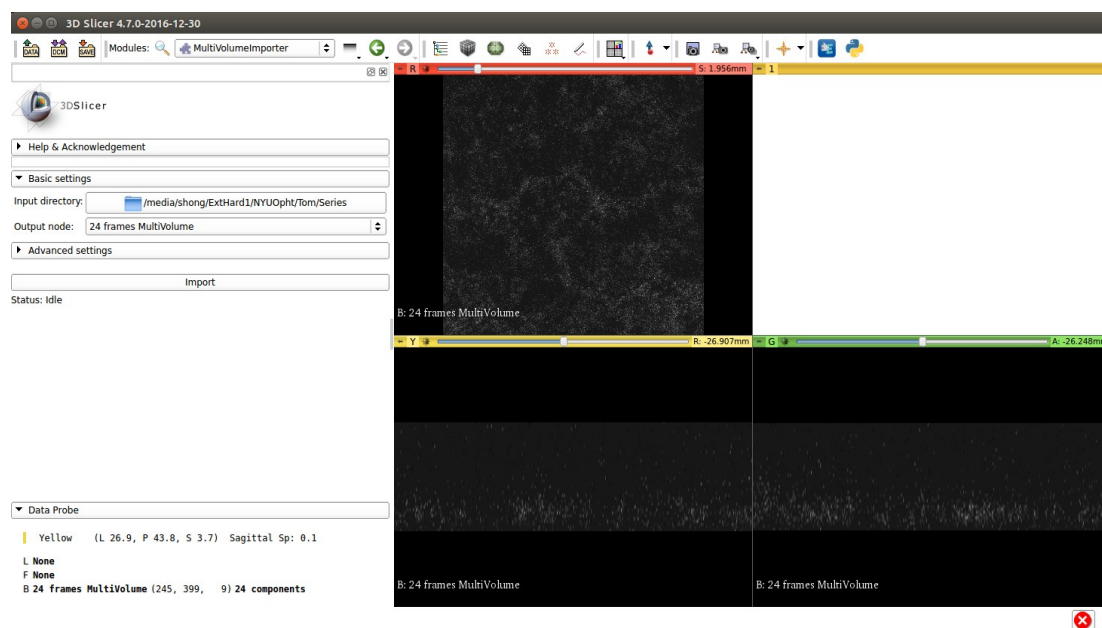 3D Slicer 4.7.0-2016-12-30
DATA DCM SAVE Modules: MultiVolumeImporter
R S: 1.956mm 1
3DSlicer
Help & Acknowledgement
Basic settings
Input directory: /media/shong/ExtHard1/NYUOpht/Tom/Series
Output node: 24 frames MultiVolume
Advanced settings
Import
Status: Idle
B: 24 frames MultiVolume
Y R: -26.907mm G A: -26.248m
Data Probe
Yellow (L 26.9, P 43.8, S 3.7) Sagittal Sp: 0.1
L None
F None
B 24 frames MultiVolume (245, 399, 9) 24 components
B: 24 frames MultiVolume B: 24 frames MultiVolume